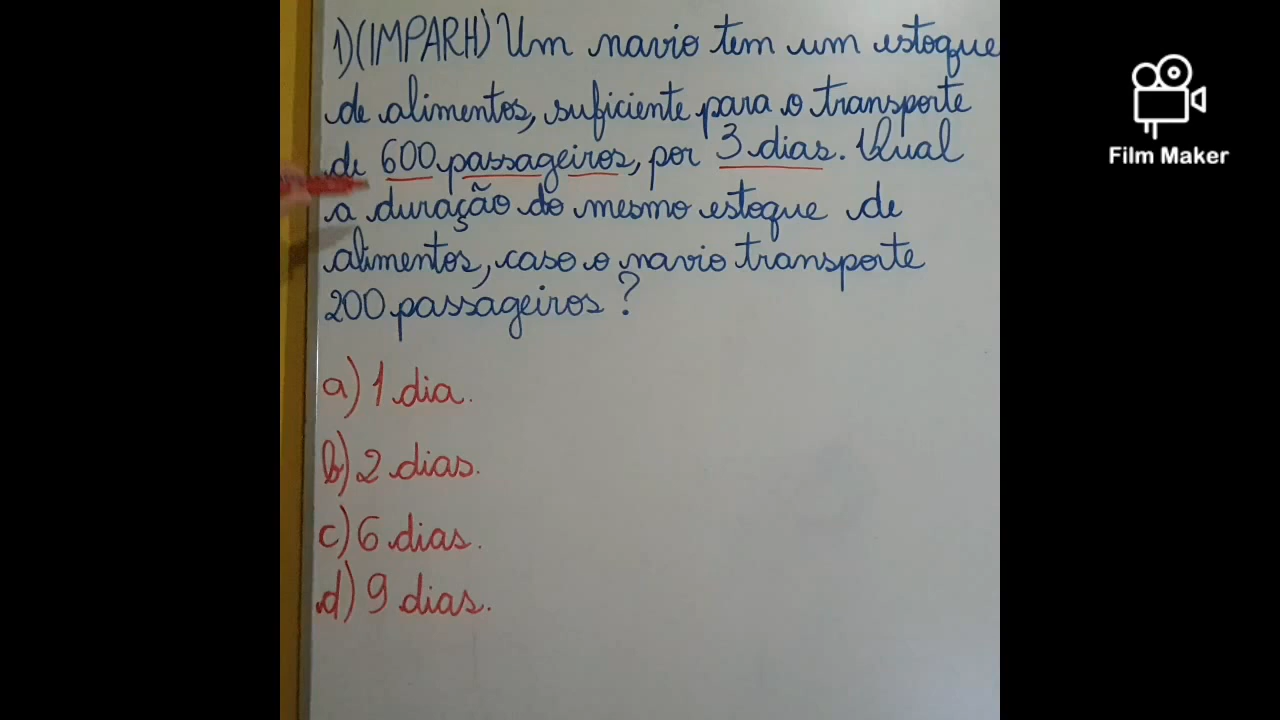 1)(IMPARH) Um navio tem um estoque
de alimentos, suficiente para o transporte
de 600 passageiros, por 3 dias. Qual
a duração do mesmo estoque de
alimentos, caso o navio transporte
200 passageiros?
a) 1 dia.
b) 2 dias.
c) 6 dias.
d) 9 dias.
Film Maker